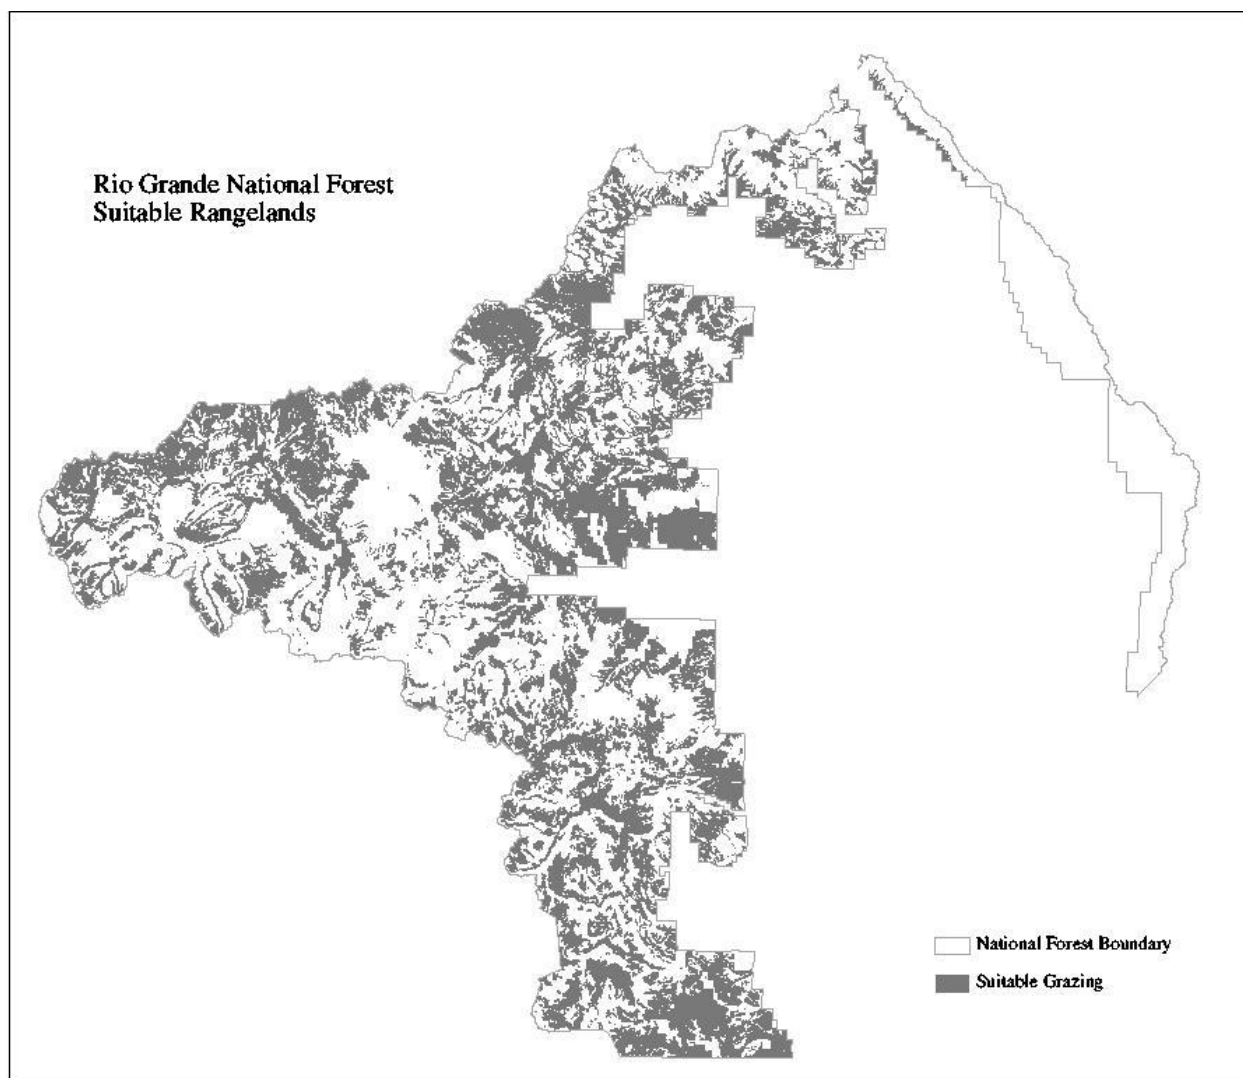 Rio Grande National Forest
Suitable Rangelands
National Forest Boundary
Suitable Grazing